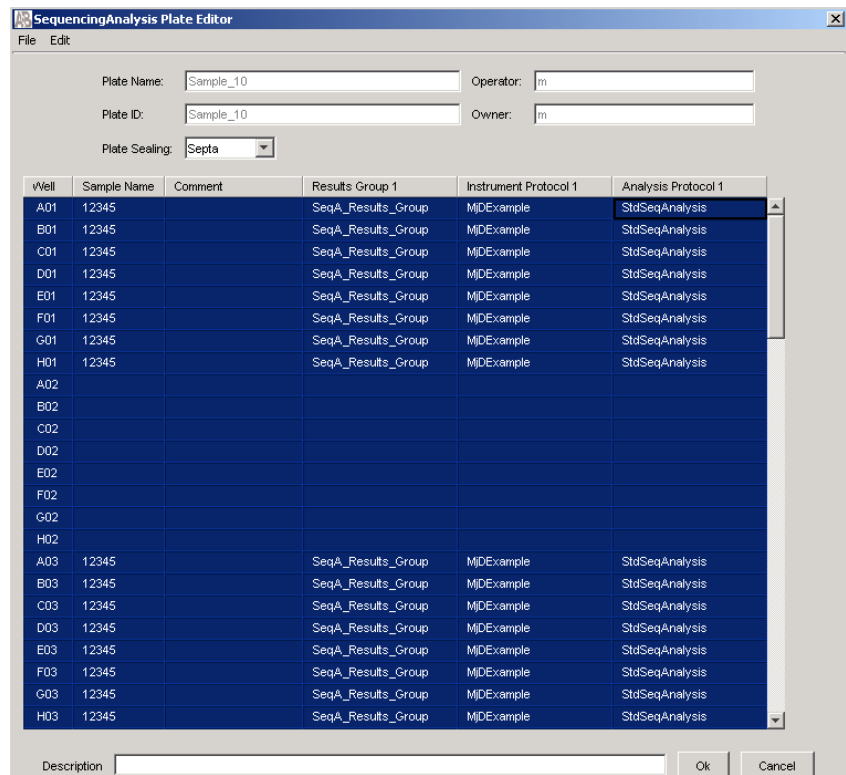 AB SequencingAnalysis Plate Editor
File Edit
Plate Name: Sample_10 Operator: m
Plate ID: Sample_10 Owner: m
Plate Sealing: Septa
Well Sample Name Comment Results Group 1 Instrument Protocol 1 Analysis Protocol 1
A01 12345 SeqA_Results_Group MjDExample StdSeqAnalysis
B01 12345 SeqA_Results_Group MjDExample StdSeqAnalysis
C01 12345 SeqA_Results_Group MjDExample StdSeqAnalysis
D01 12345 SeqA_Results_Group MjDExample StdSeqAnalysis
E01 12345 SeqA_Results_Group MjDExample StdSeqAnalysis
F01 12345 SeqA_Results_Group MjDExample StdSeqAnalysis
G01 12345 SeqA_Results_Group MjDExample StdSeqAnalysis
H01 12345 SeqA_Results_Group MjDExample StdSeqAnalysis
A02
B02
C02
D02
E02
F02
G02
H02
A03 12345 SeqA_Results_Group MjDExample StdSeqAnalysis
B03 12345 SeqA_Results_Group MjDExample StdSeqAnalysis
C03 12345 SeqA_Results_Group MjDExample StdSeqAnalysis
D03 12345 SeqA_Results_Group MjDExample StdSeqAnalysis
E03 12345 SeqA_Results_Group MjDExample StdSeqAnalysis
F03 12345 SeqA_Results_Group MjDExample StdSeqAnalysis
G03 12345 SeqA_Results_Group MjDExample StdSeqAnalysis
H03 12345 SeqA_Results_Group MjDExample StdSeqAnalysis
Description Ok Cancel